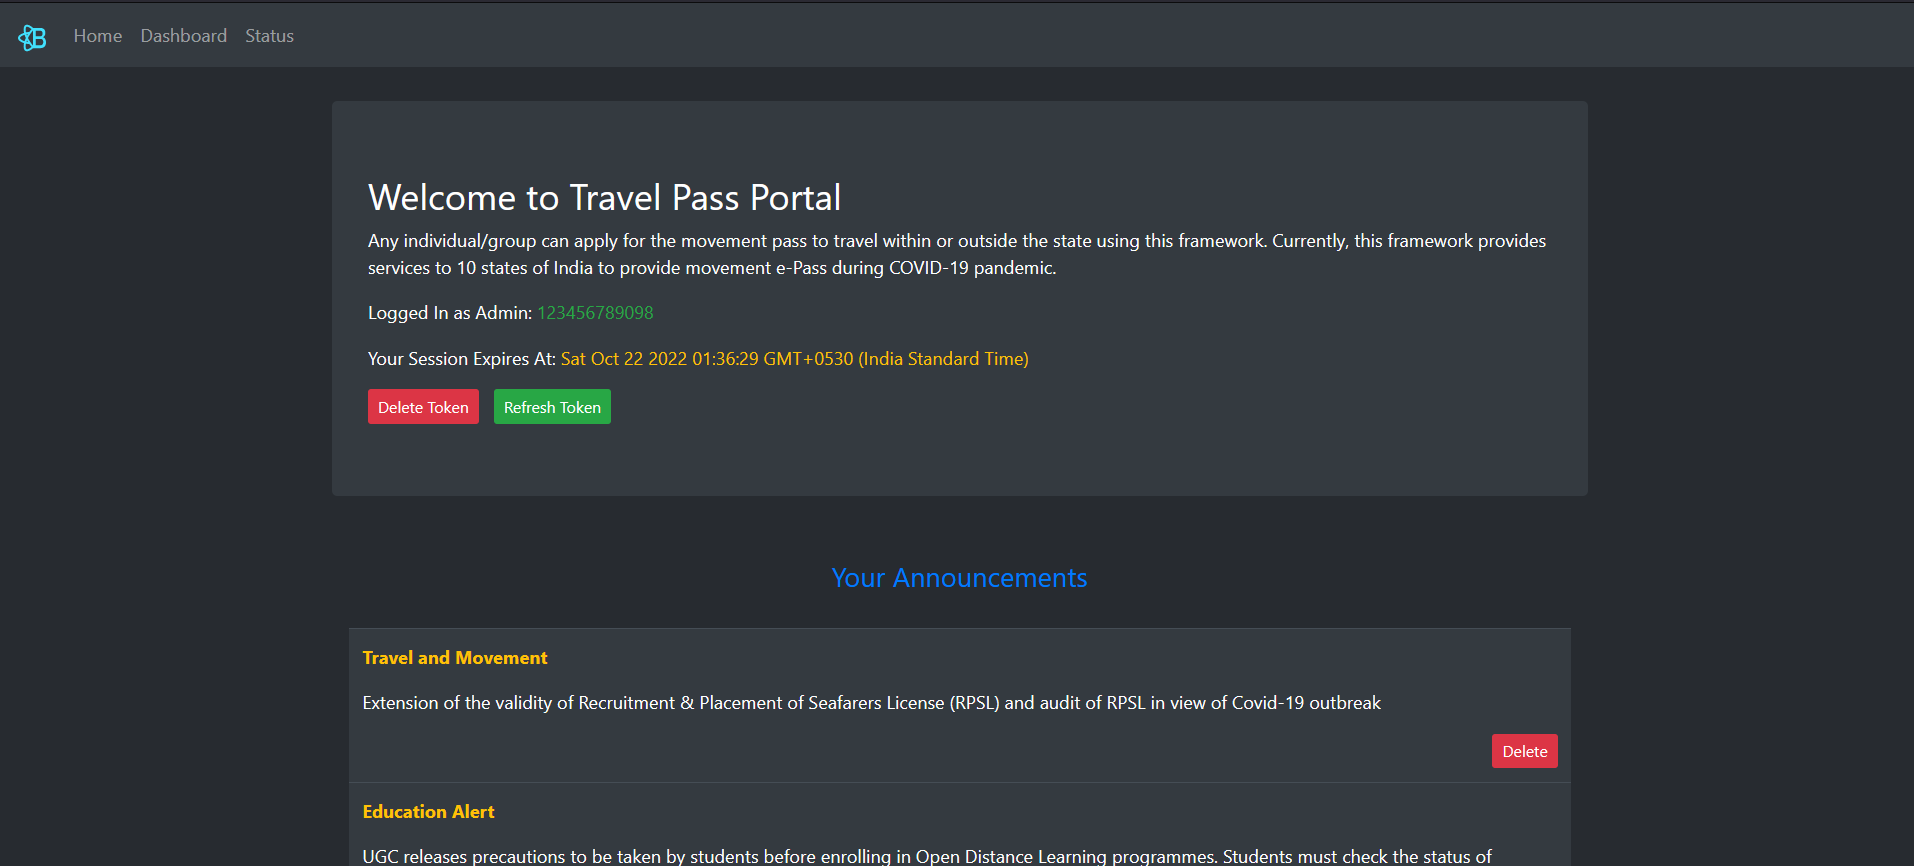 Home Dashboard Status
Welcome to Travel Pass Portal
Any individual/group can apply for the movement pass to travel within or outside the state using this framework. Currently, this framework provides
services to 10 states of India to provide movement e-Pass during COVID-19 pandemic.
Logged In as Admin: 123456789098
Your Session Expires At: Sat Oct 22 2022 01:36:29 GMT+0530 (India Standard Time)
Delete Token Refresh Token
Your Announcements
Travel and Movement
Extension of the validity of Recruitment & Placement of Seafarers License (RPSL) and audit of RPSL in view of Covid-19 outbreak
Delete
Education Alert
UGC releases precautions to be taken by students before enrolling in Open Distance Learning programmes. Students must check the status of